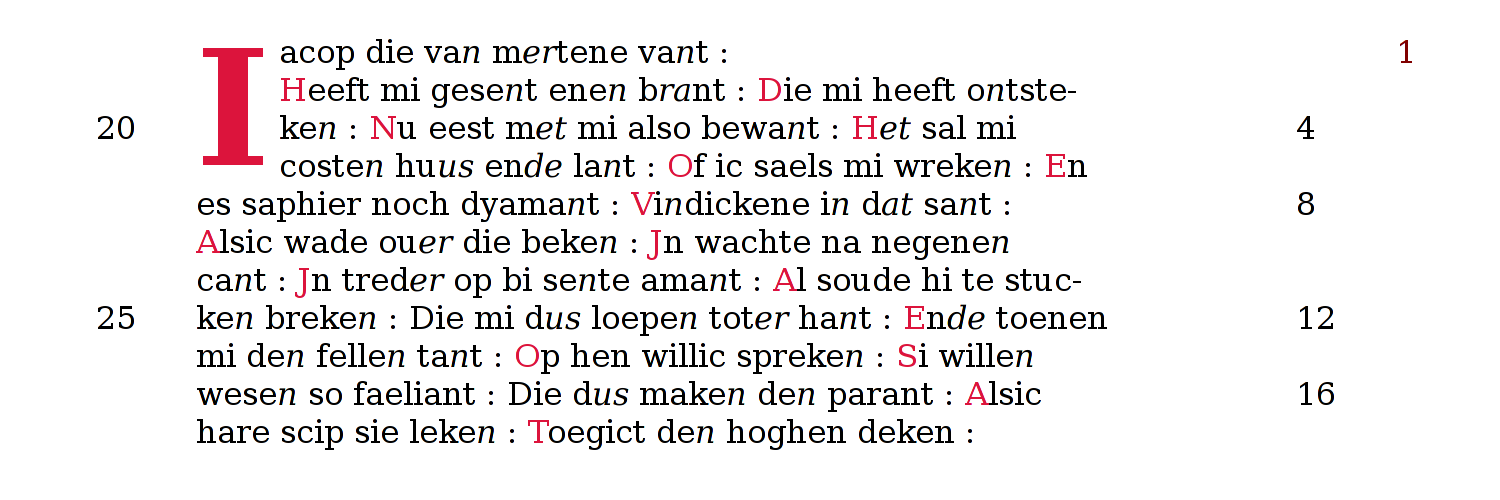 Iacop die van mertene vant : 1
Heeft mi gesent enen brant : Die mi heeft ontste-
20 ken : Nu eest met mi also bewant : Het sal mi 4
costen huus ende lant : Of ic saels mi wreken : En
es saphier noch dyamant : Vindickene in dat sant : 8
Alsic wade ouer die beken : Jn wachte na negenen
cant : Jn treder op bi sente amant : Al soude hi te stuc-
25 ken breken : Die mi dus loepen toter hant : Ende toenen 12
mi den fellen tant : Op hen willic spreken : Si willen
wesen so faeliant : Die dus maken den parant : Alsic 16
hare scip sie leken : Toegict den hoghen deken :